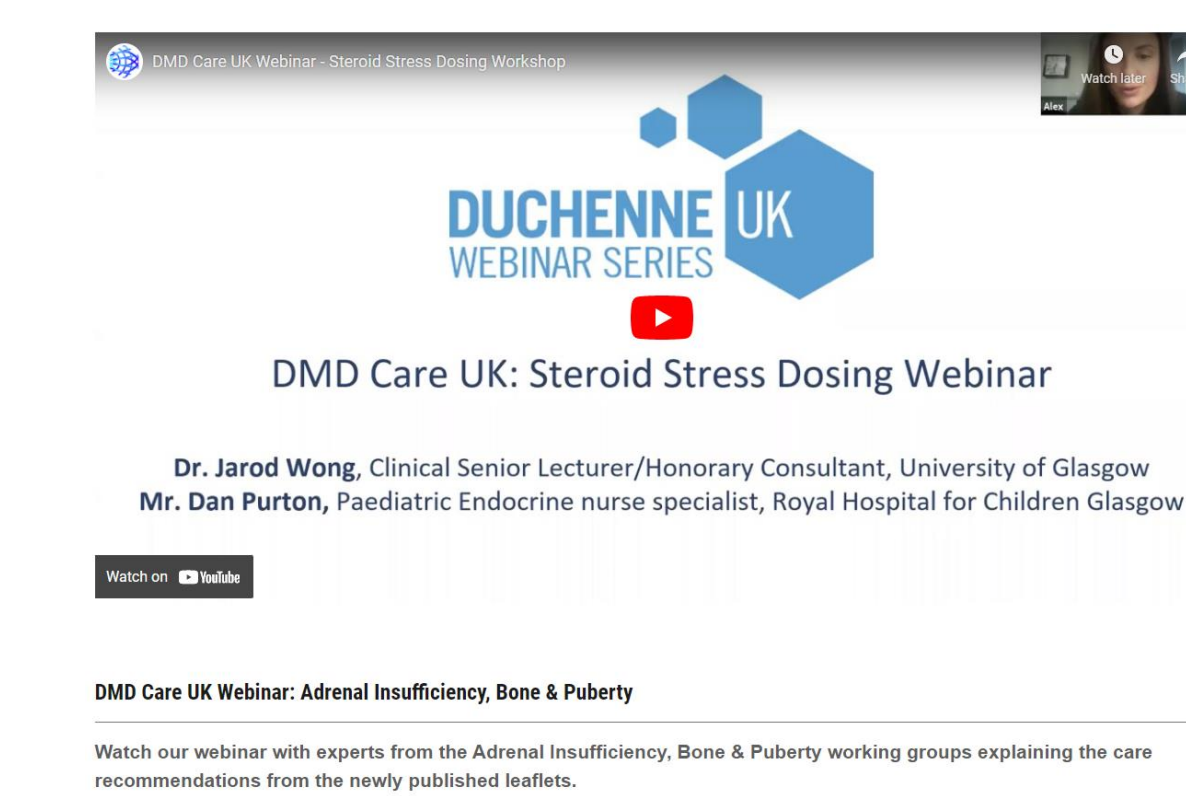 DMD Care UK Webinar - Steroid Stress Dosing Workshop
Watch later
Sh
Alex
DUCHENNE UK
WEBINAR SERIES
DMD Care UK: Steroid Stress Dosing Webinar
Dr. Jarod Wong, Clinical Senior Lecturer/Honorary Consultant, University of Glasgow
Mr. Dan Purton, Paediatric Endocrine nurse specialist, Royal Hospital for Children Glasgow
Watch on YouTube
DMD Care UK Webinar: Adrenal Insufficiency, Bone & Puberty
Watch our webinar with experts from the Adrenal Insufficiency, Bone & Puberty working groups explaining the care
recommendations from the newly published leaflets.